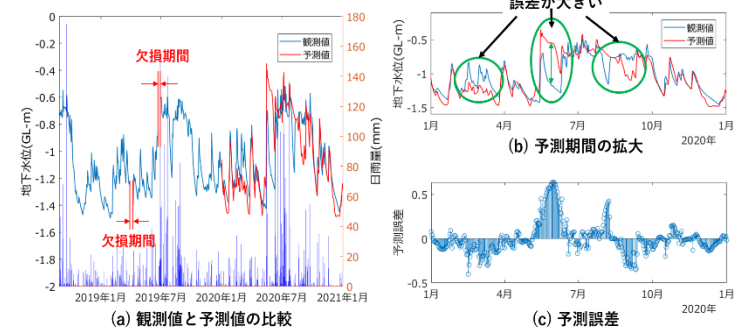 誤差が大きい
0
-0.2
-0.4
-0.6
-0.8
-1
-1.2
-1.4
-1.6
-1.8
-2
地下水位(GL-m)
欠損期間
欠損期間
観測値
予測値
180
160
140
120
100
80
60
40
20
0
日雨量(mm)
2019年1月 2019年7月 2020年1月 2020年7月 2021年1月
(a) 観測値と予測値の比較
-0.5
-1.0
-1.5
地下水位(GL-m)
観測値
予測値
1月 4月 7月 10月 1月
2020年
(b) 予測期間の拡大
0.5
0
-0.5
予測誤差
1月 4月 7月 10月 1月
2020年
(c) 予測誤差